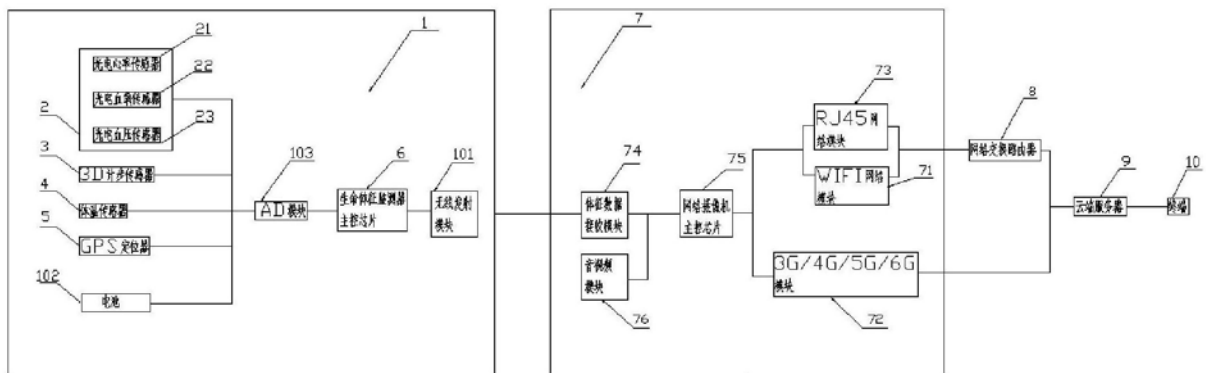 21
光电心率传感器
22
光电血氧传感器
2
23
光电血压传感器
3
3D计步传感器
4
体温传感器
5
GPS定位器
102
电池
103
AD模块
6
生命体征监测器
主控芯片
101
无线发射
模块
1
7
74
体征数据
接收模块
音视频
模块
76
75
网络摄像机
主控芯片
73
RJ45网
络模块
WIFI网络
模块
71
3G/4G/5G/6G
模块
72
8
网络交换路由器
9
云端服务器
10
终端